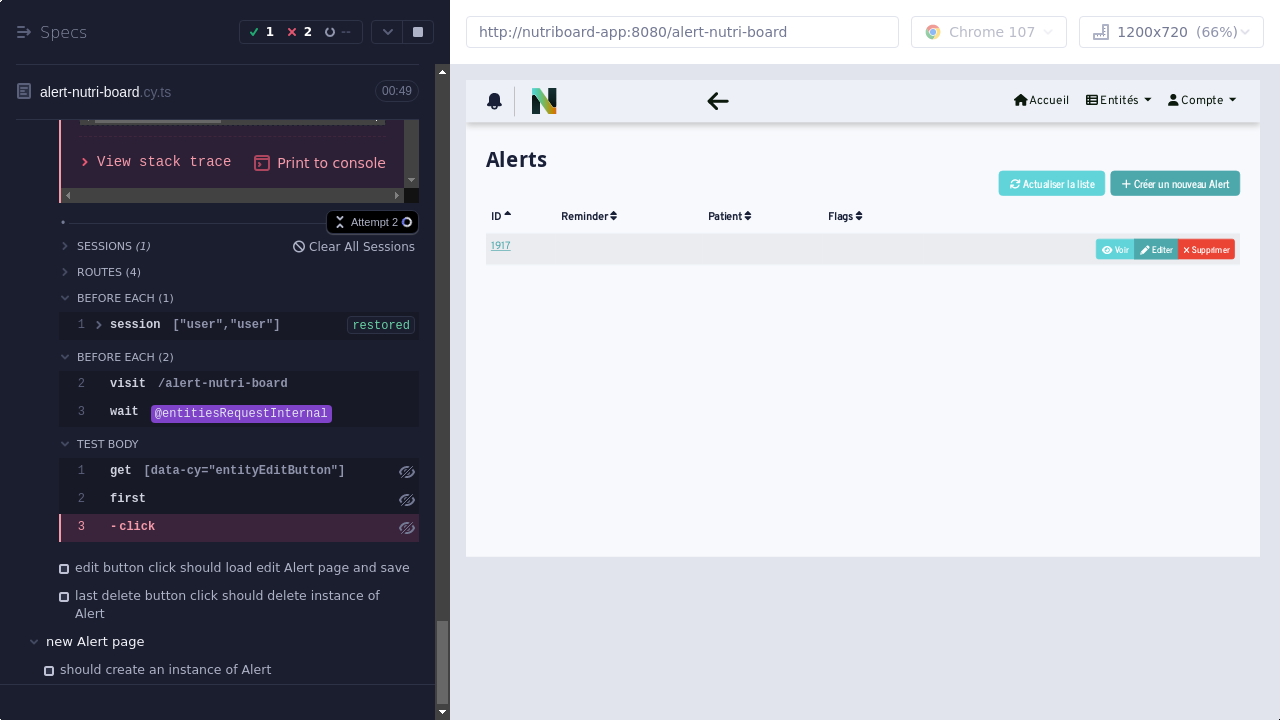 Specs
1
2
--
alert-nutri-board.cy.ts
00:49
View stack trace
Print to console
Attempt 2
SESSIONS (1)
Clear All Sessions
ROUTES (4)
BEFORE EACH (1)
1 session ["user","user"] restored
BEFORE EACH (2)
2 visit /alert-nutri-board
3 wait @entitiesRequestInternal
TEST BODY
1 get [data-cy="entityEditButton"]
2 first
3 -click
edit button click should load edit Alert page and save
last delete button click should delete instance of
Alert
new Alert page
should create an instance of Alert
http://nutriboard-app:8080/alert-nutri-board
Chrome 107
1200x720 (66%)
Accueil
Entités
Compte
Alerts
Actualiser la liste
Créer un nouveau Alert
ID Reminder Patient Flags
1917
Voir
Editer
Supprimer